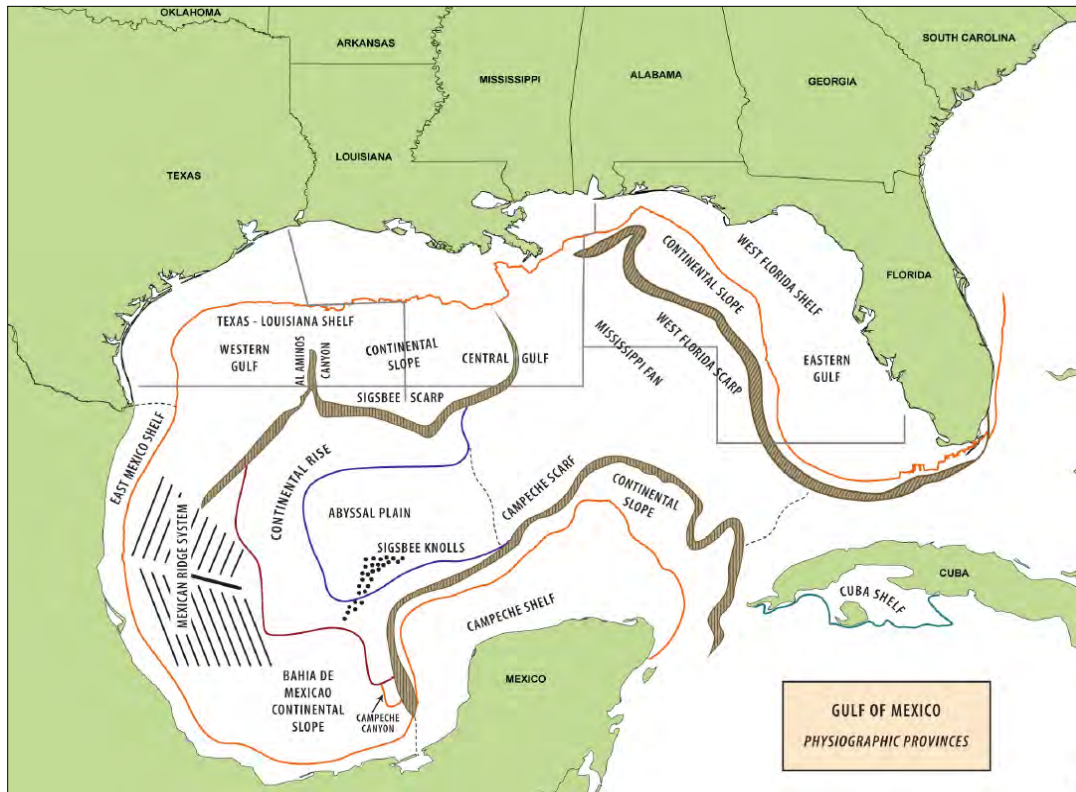 OKLAHOMA
SOUTH CAROLINA
ARKANSAS
MISSISSIPPI
ALABAMA
GEORGIA
LOUISIANA
TEXAS
WEST FLORIDA SHELF
CONTINENTAL SLOPE
FLORIDA
TEXAS - LOUISIANA SHELF
WESTERN
GULF
ALAMINOS
CANYON
CONTINENTAL
SLOPE
CENTRAL GULF
MISSISSIPPI FAN
WEST FLORIDA SCARP
EASTERN
GULF
SIGSBEE SCARP
EAST MEXICO SHELF
CONTINENTAL RISE
CAMPECHE SCARF
CONTINENTAL
SLOPE
ABYSSAL PLAIN
SIGSBEE KNOLLS
MEXICAN RIDGE SYSTEM
CAMPECHE SHELF
CUBA
CUBA SHELF
BAHIA DE
MEXICAO
CONTINENTAL
SLOPE
MEXICO
CAMPECHE
CANYON
GULF OF MEXICO
PHYSIOGRAPHIC PROVINCES